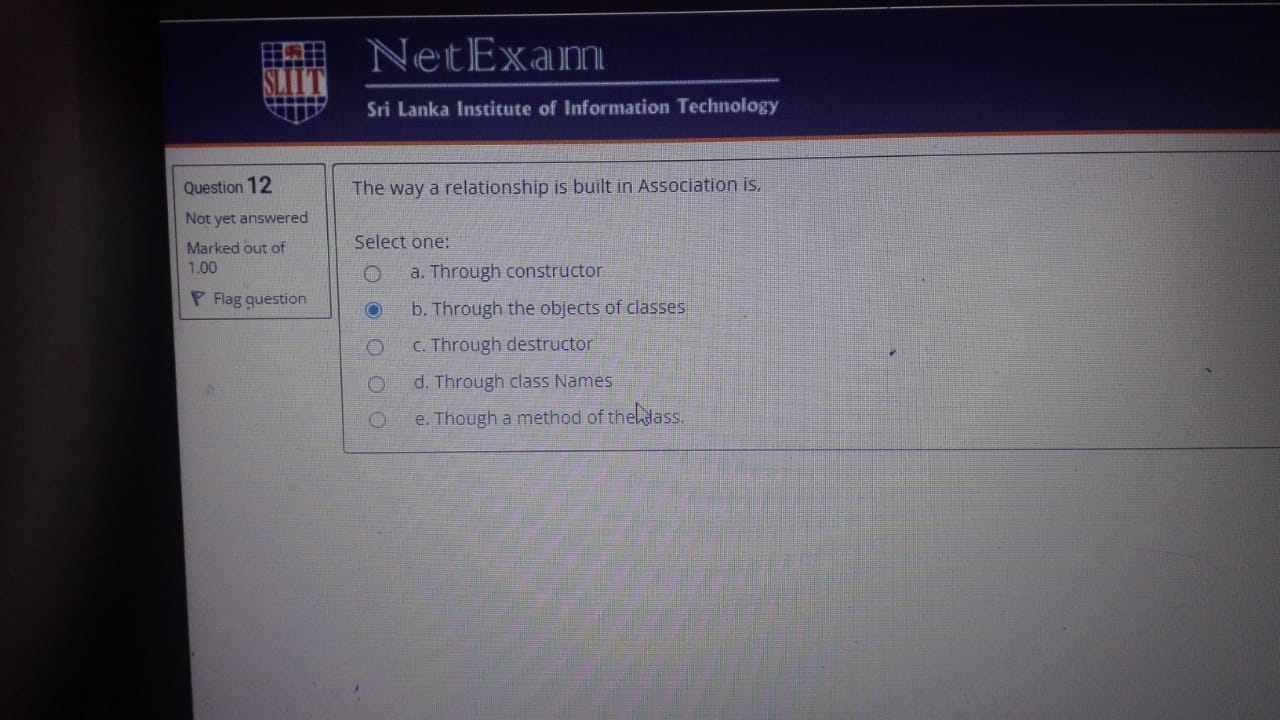 SLIIT
NetExam
Sri Lanka Institute of Information Technology
Question 12
Not yet answered
Marked out of
1.00
Flag question
The way a relationship is built in Association is,
Select one:
a. Through constructor
b. Through the objects of classes
c. Through destructor
d. Through class Names
e. Though a method of the class.